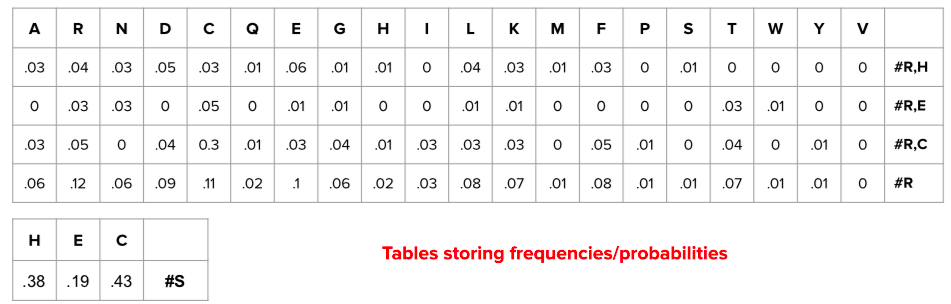 A R N D C Q E G H I L K M F P S T W Y V
.03 .04 .03 .05 .03 .01 .06 .01 .01 0 .04 .03 .01 .03 0 .01 0 0 0 0 #R,H
0 .03 .03 0 .05 0 .01 .01 0 0 .01 .01 0 0 0 0 .03 .01 0 0 #R,E
.03 .05 0 .04 0.3 .01 .03 .04 .01 .03 .03 .03 0 .05 .01 0 .04 0 .01 0 #R,C
.06 .12 .06 .09 .11 .02 .1 .06 .02 .03 .08 .07 .01 .08 .01 .01 .07 .01 .01 0 #R
H E C
.38 .19 .43 #S
Tables storing frequencies/probabilities